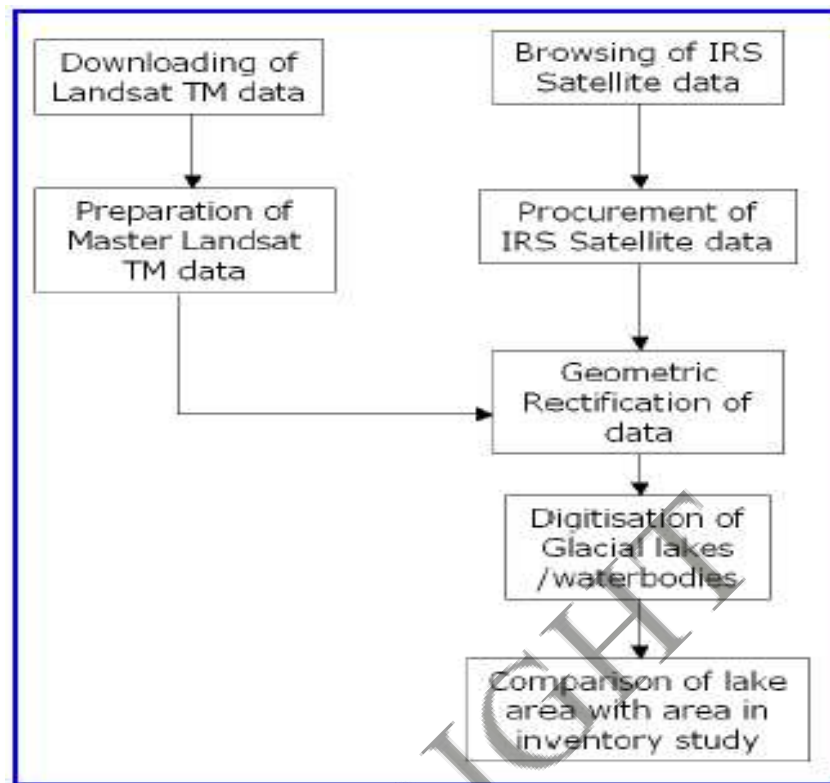 Downloading of
Landsat TM data
Preparation of
Master Landsat
TM data
Browsing of IRS
Satellite data
Procurement of
IRS Satellite data
Geometric
Rectification of
data
Digitisation of
Glacial lakes
/waterbodies
Comparison of lake
area with area in
inventory study
IGHT